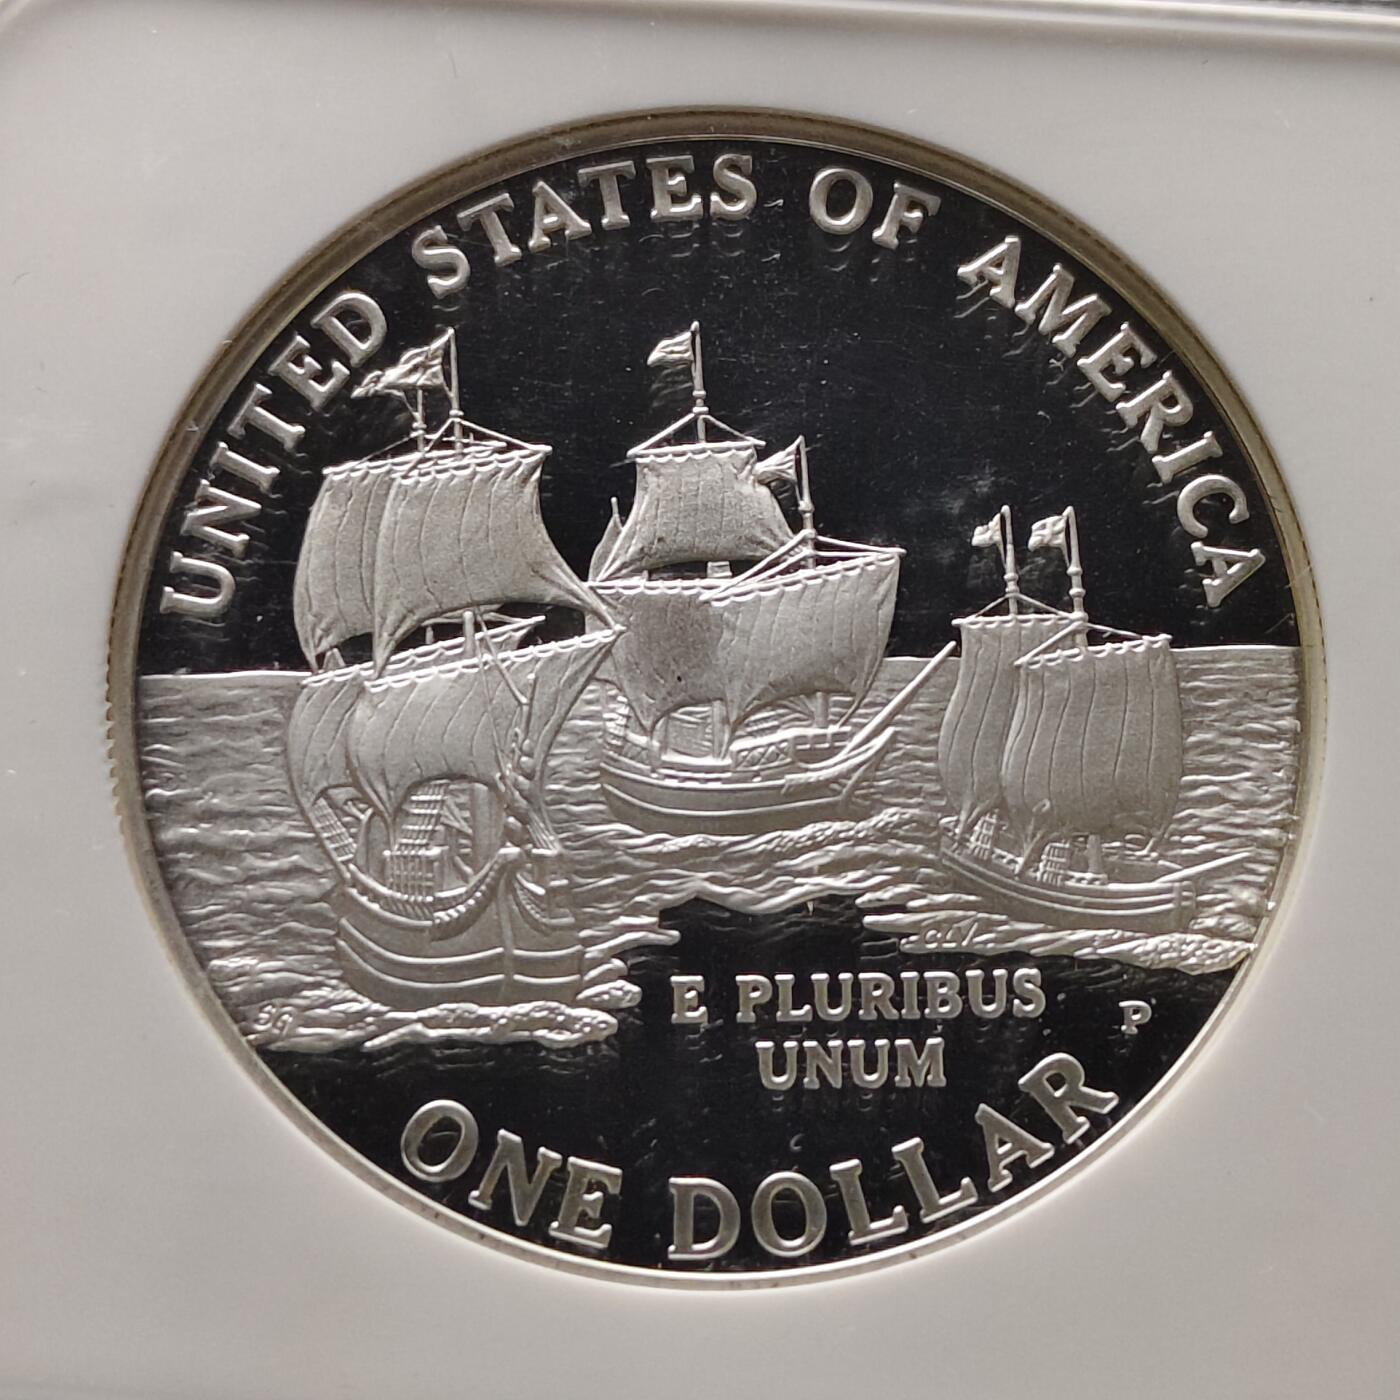 UNITED STATES OF AMERICA
E PLURIBUS
UNUM
P
ONE DOLLAR